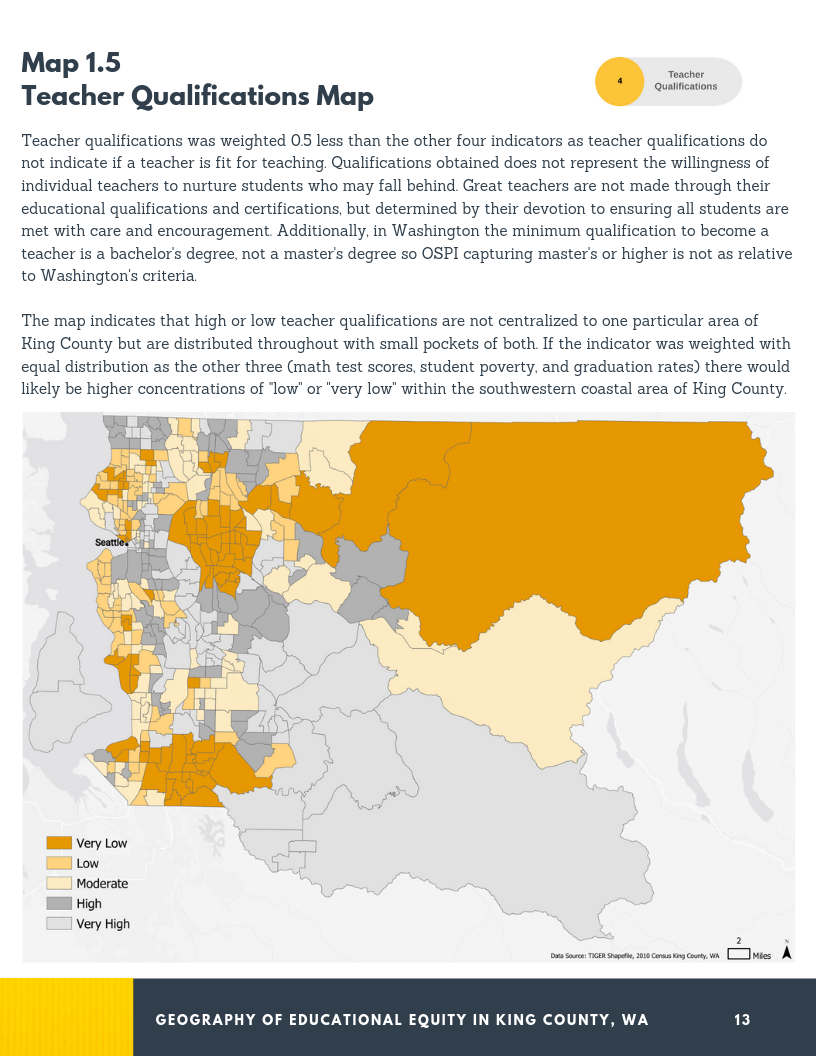 Map 1.5
Teacher Qualifications Map
4
Teacher
Qualifications
Teacher qualifications was weighted 0.5 less than the other four indicators as teacher qualifications do
not indicate if a teacher is fit for teaching. Qualifications obtained does not represent the willingness of
individual teachers to nurture students who may fall behind. Great teachers are not made through their
educational qualifications and certifications, but determined by their devotion to ensuring all students are
met with care and encouragement. Additionally, in Washington the minimum qualification to become a
teacher is a bachelor's degree, not a master's degree so OSPI capturing master's or higher is not as relative
to Washington's criteria.
The map indicates that high or low teacher qualifications are not centralized to one particular area of
King County but are distributed throughout with small pockets of both. If the indicator was weighted with
equal distribution as the other three (math test scores, student poverty, and graduation rates) there would
likely be higher concentrations of "low" or "very low" within the southwestern coastal area of King County.
Seattle
Very Low
Low
Moderate
High
Very High
Data Source: TIGER Shapefile, 2010 Census King County, WA
2
Miles
N
GEOGRAPHY OF EDUCATIONAL EQUITY IN KING COUNTY, WA
13